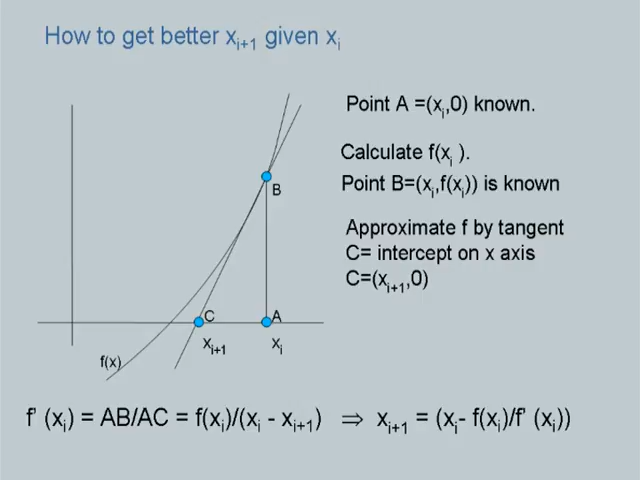 How to get better xᵢ₊₁ given xᵢ
Point A =(xᵢ,0) known.
Calculate f(xᵢ ).
Point B=(xᵢ,f(xᵢ)) is known
Approximate f by tangent
C= intercept on x axis
C=(xᵢ₊₁,0)
B
C
A
xᵢ₊₁
xᵢ
f(x)
f' (xᵢ) = AB/AC = f(xᵢ)/(xᵢ - xᵢ₊₁) ⇒ xᵢ₊₁ = (xᵢ- f(xᵢ)/f' (xᵢ))